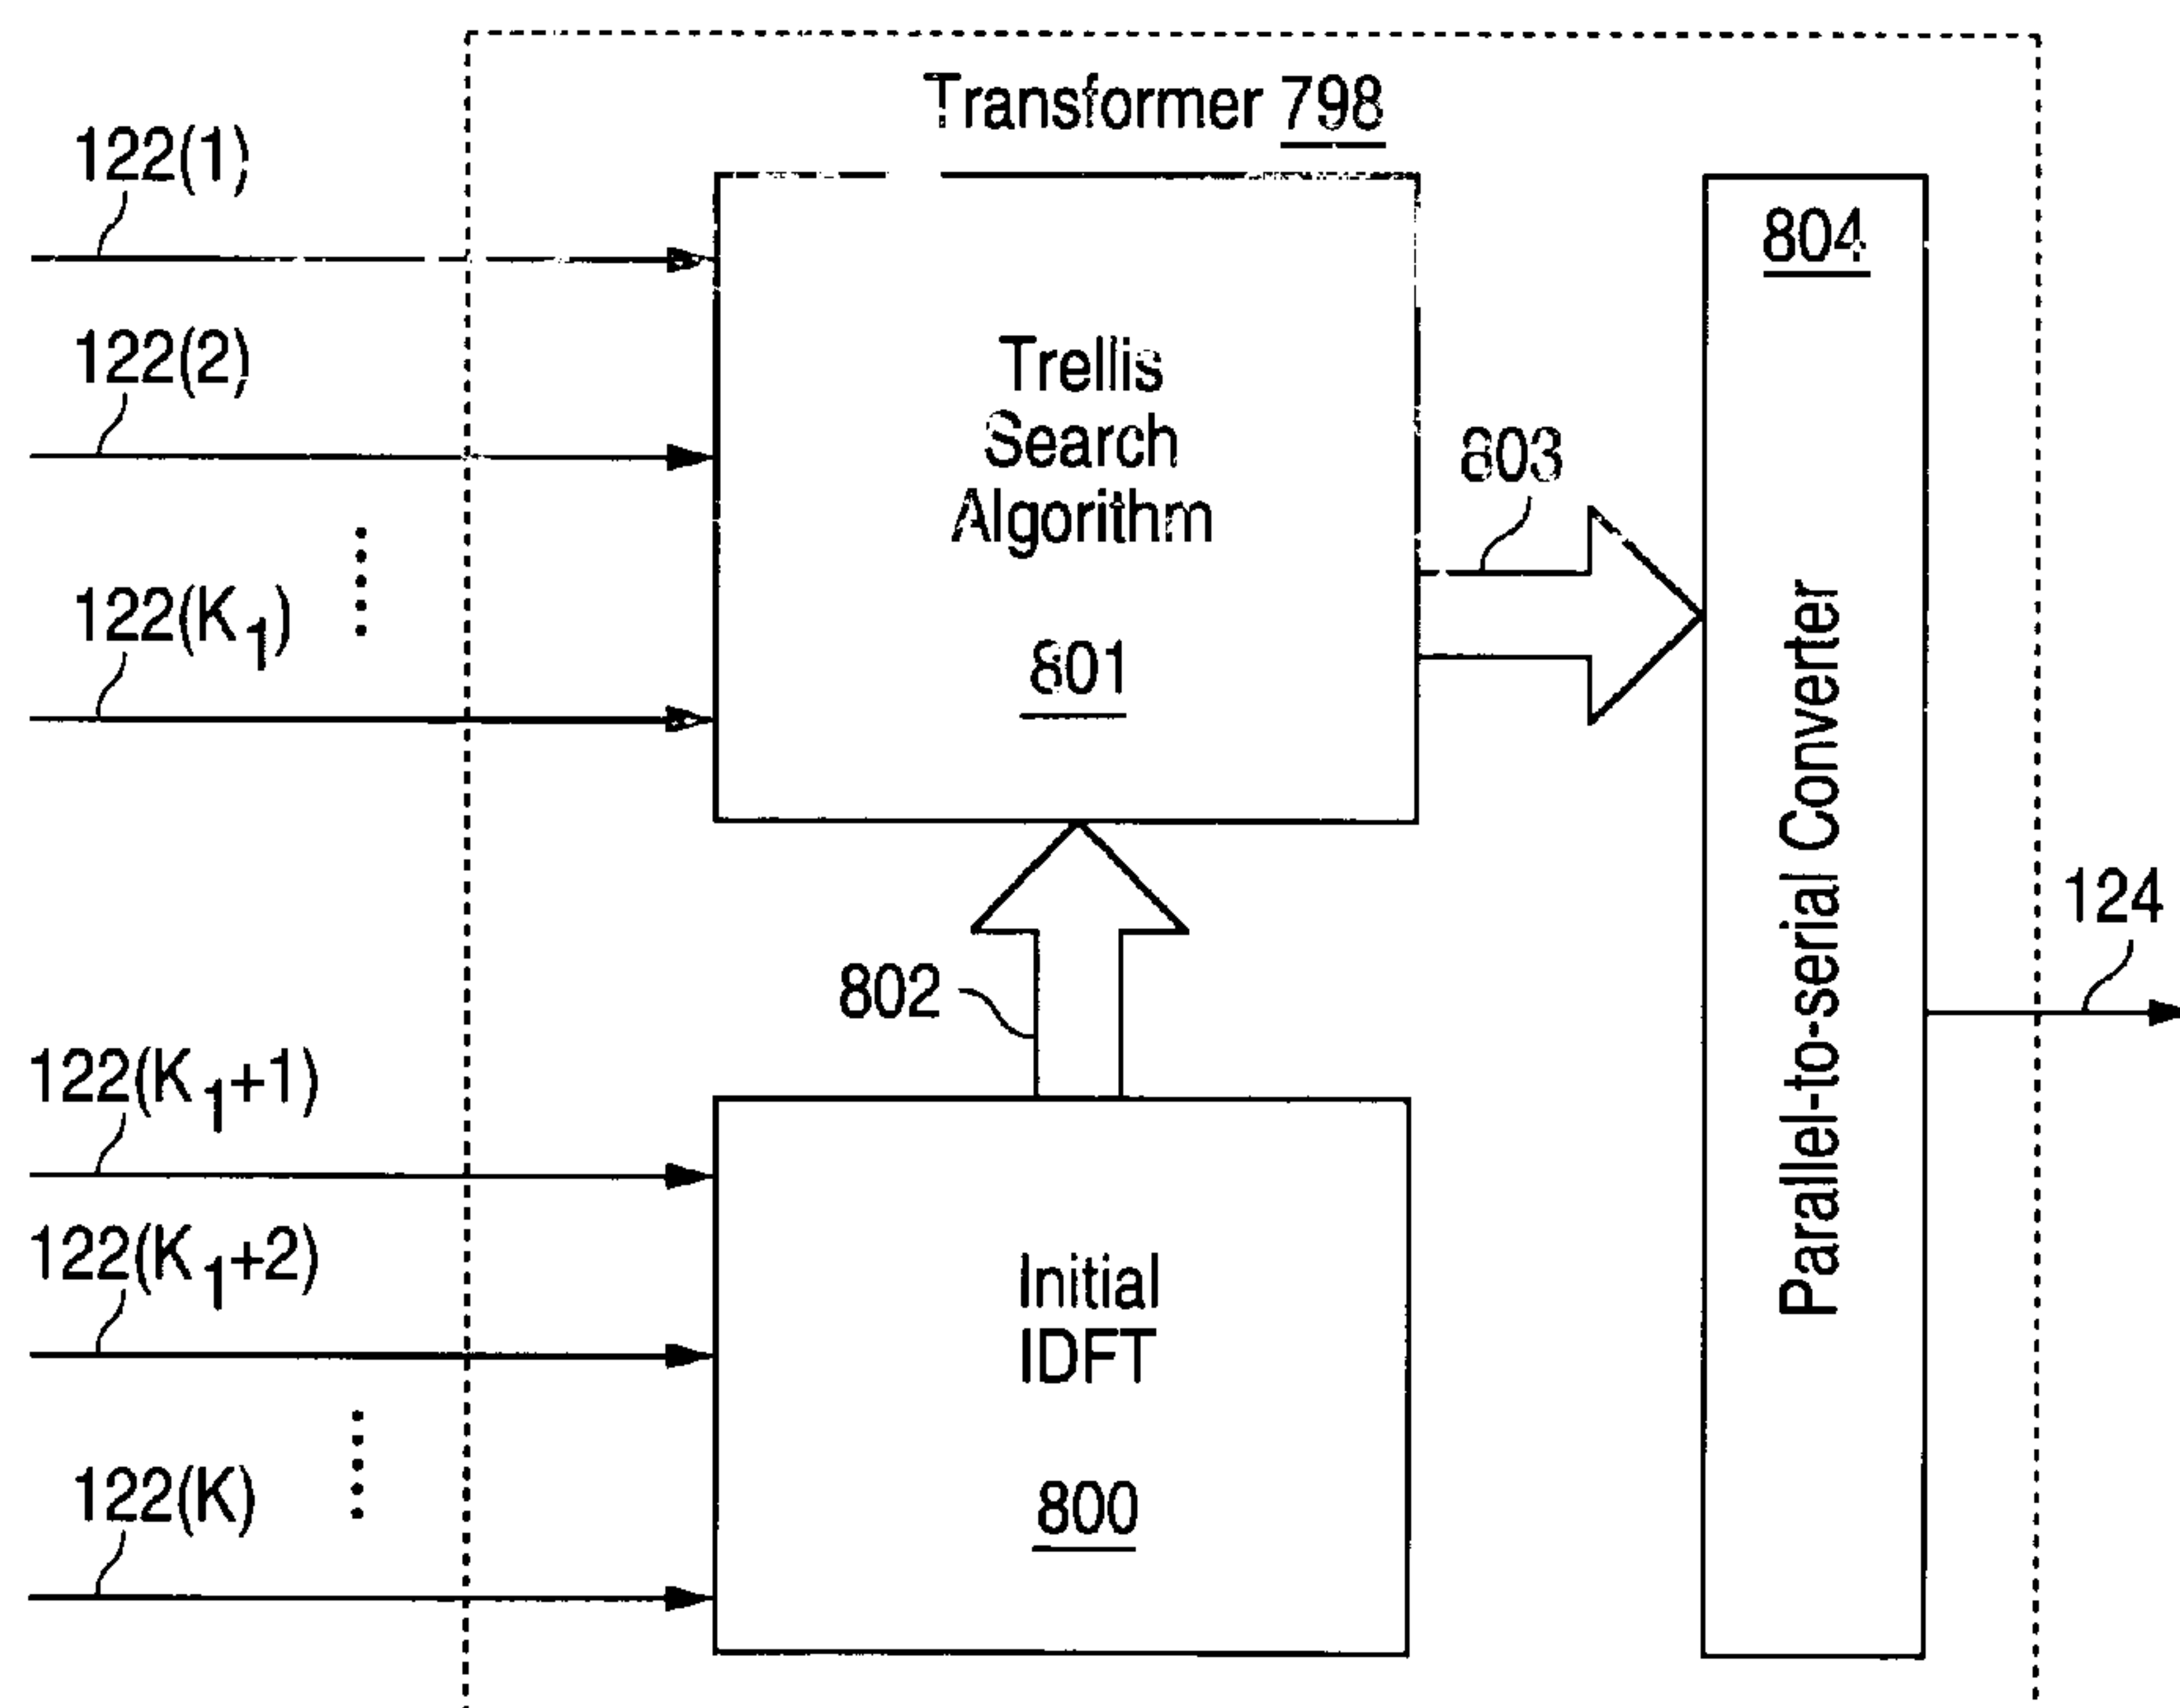 Transformer 798
122(1)
122(2)
122(K₁)
Trellis
Search
Algorithm
801
803
804
Parallel-to-serial Converter
124
802
122(K₁+1)
122(K₁+2)
122(K)
Initial
IDFT
800